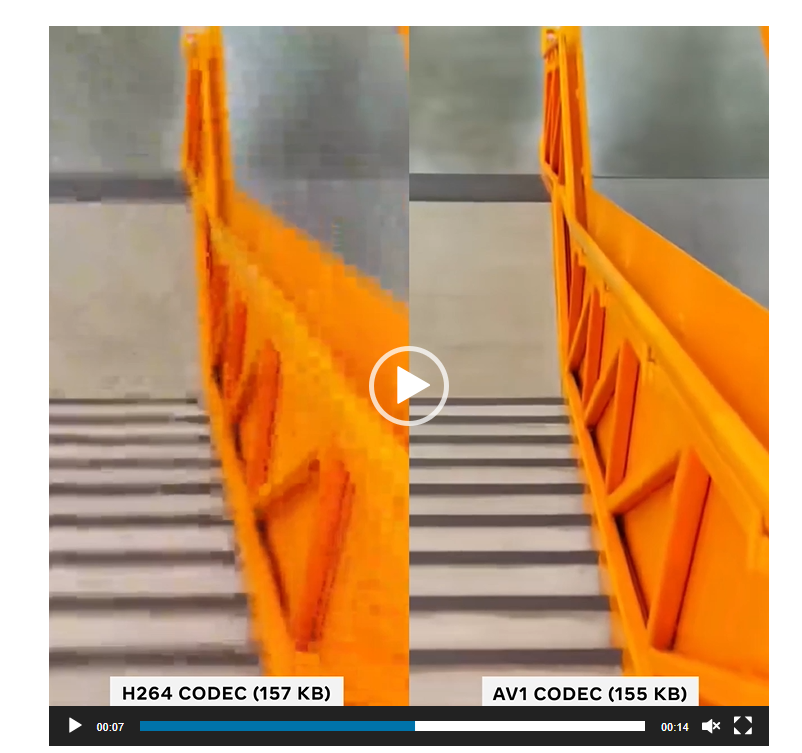 H264 CODEC (157 KB)
AV1 CODEC (155 KB)
00:07
00:14